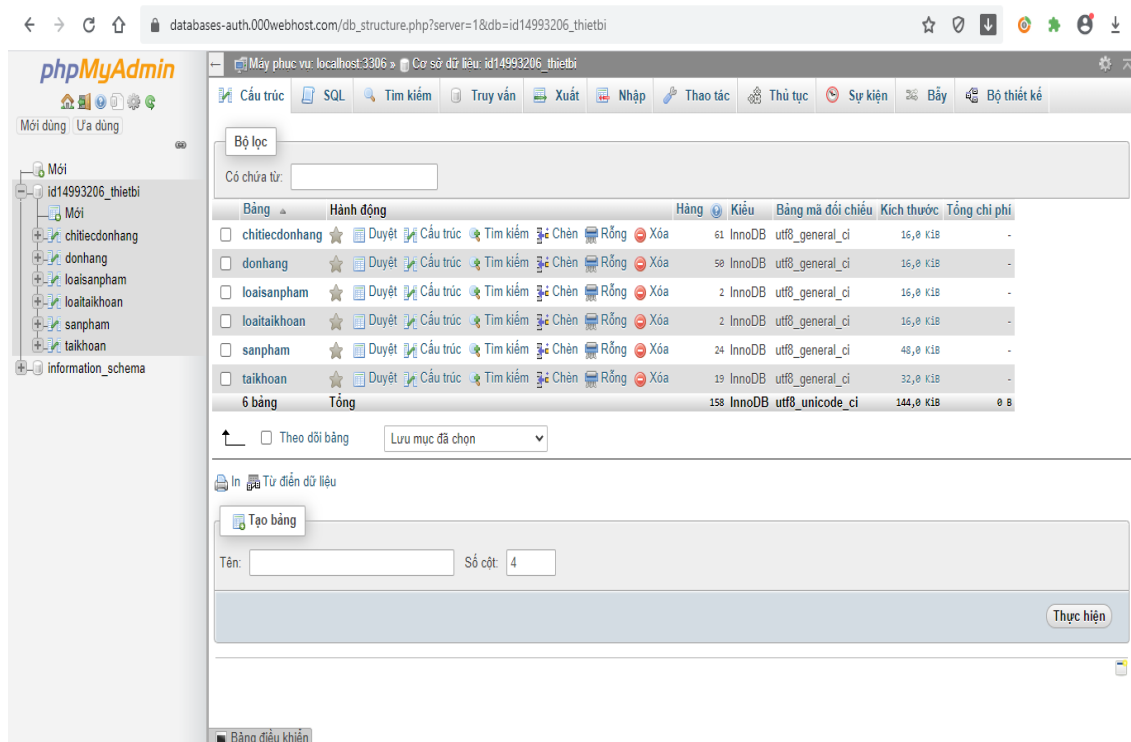 databases-auth.000webhost.com/db_structure.php?server=1&db=id14993206_thietbi
phpMyAdmin
Mới dùng Ưa dùng
Mới
id14993206_thietbi
Mới
chitiecdonhang
donhang
loaisanpham
loaitaikhoan
sanpham
taikhoan
information_schema
Máy phục vụ: localhost:3306 » Cơ sở dữ liệu: id14993206_thietbi
Cấu trúc SQL Tìm kiếm Truy vấn Xuất Nhập Thao tác Thủ tục Sự kiện Bẫy Bộ thiết kế
Bộ lọc
Có chứa từ:
Bảng Hành động Hàng Kiểu Bảng mã đối chiếu Kích thước Tổng chi phí
chitiecdonhang Duyệt Cấu trúc Tìm kiếm Chèn Rỗng Xóa 61 InnoDB utf8_general_ci 16,0 KiB -
donhang Duyệt Cấu trúc Tìm kiếm Chèn Rỗng Xóa 50 InnoDB utf8_general_ci 16,0 KiB -
loaisanpham Duyệt Cấu trúc Tìm kiếm Chèn Rỗng Xóa 2 InnoDB utf8_general_ci 16,0 KiB -
loaitaikhoan Duyệt Cấu trúc Tìm kiếm Chèn Rỗng Xóa 2 InnoDB utf8_general_ci 16,0 KiB -
sanpham Duyệt Cấu trúc Tìm kiếm Chèn Rỗng Xóa 24 InnoDB utf8_general_ci 48,0 KiB -
taikhoan Duyệt Cấu trúc Tìm kiếm Chèn Rỗng Xóa 19 InnoDB utf8_general_ci 32,0 KiB -
6 bảng Tổng 158 InnoDB utf8_unicode_ci 144,0 KiB 0 B
Theo dõi bảng Lưu mục đã chọn
In Từ điển dữ liệu
Tạo bảng
Tên: Số cột: 4
Thực hiện
Bảng điều khiển